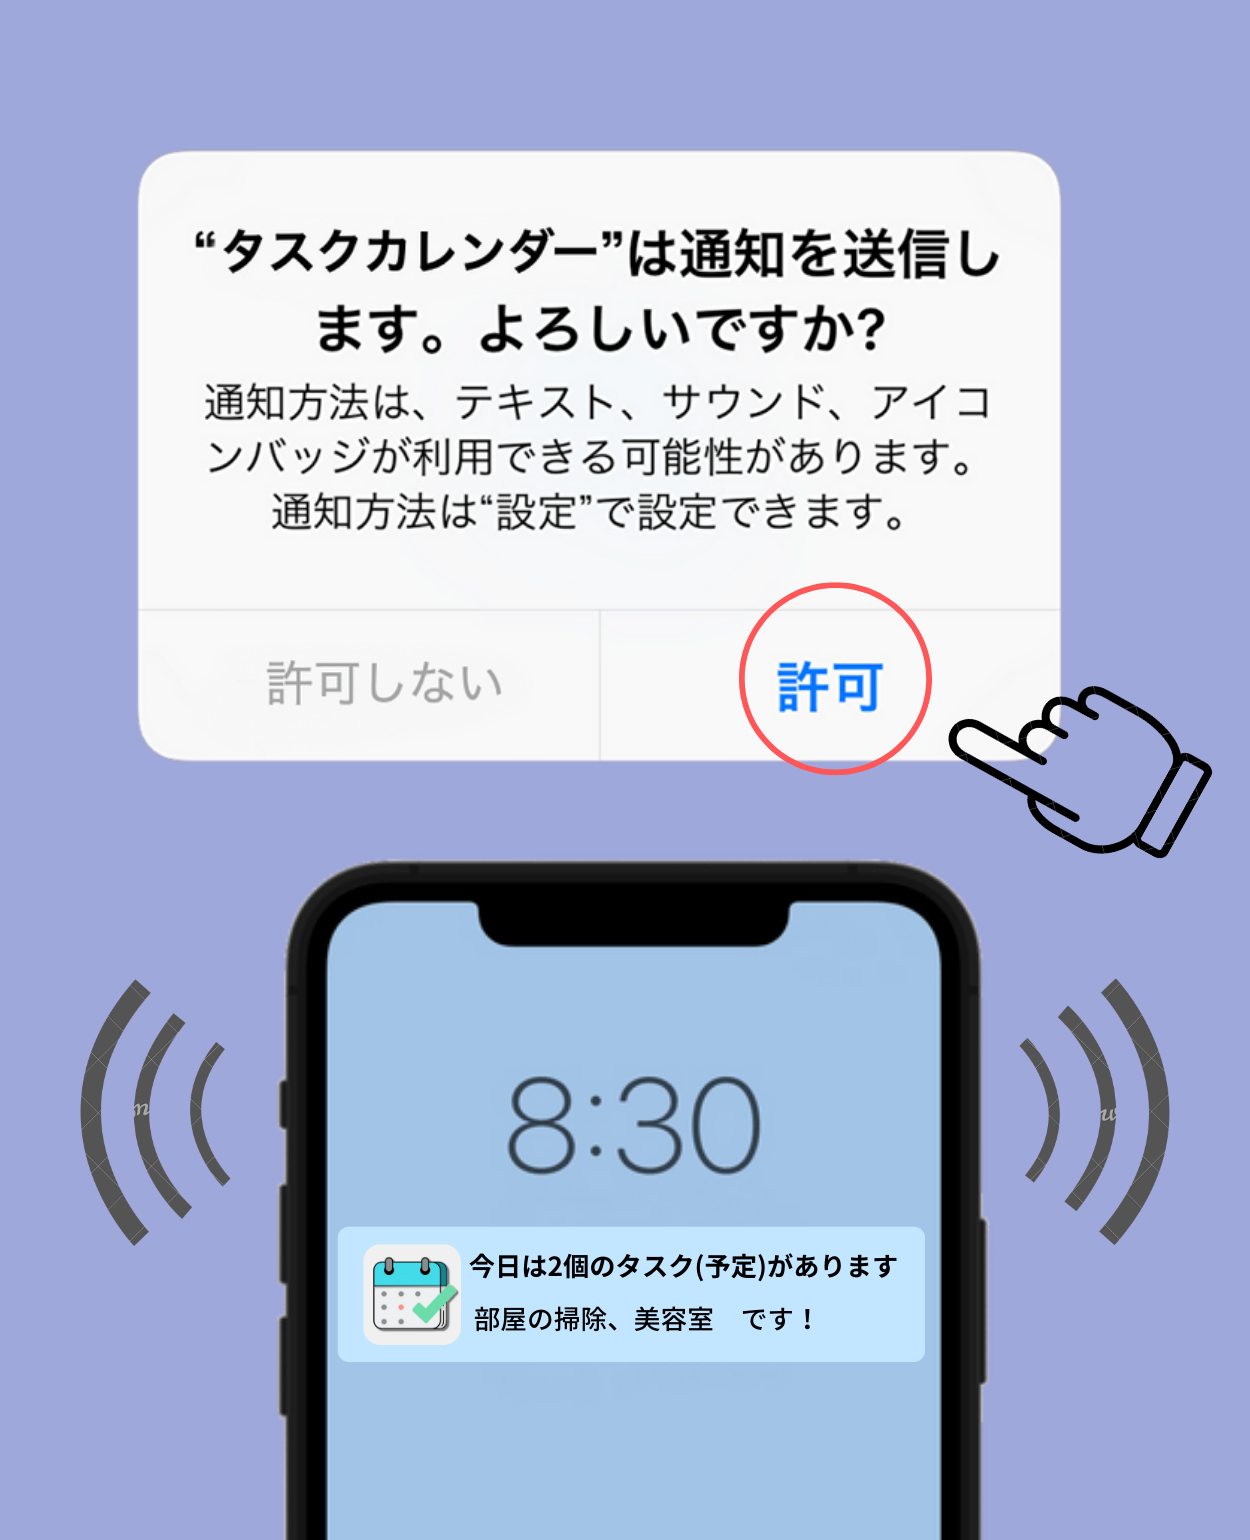 “タスクカレンダー”は通知を送信し
ます。よろしいですか?
通知方法は、テキスト、サウンド、アイコ
ンバッジが利用できる可能性があります。
通知方法は“設定”で設定できます。
許可しない
許可
8:30
今日は2個のタスク(予定)があります
部屋の掃除、美容室　です！